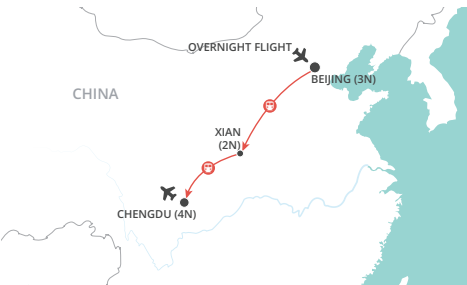 OVERNIGHT FLIGHT
BEIJING (3N)
CHINA
XIAN
(2N)
CHENGDU (4N)